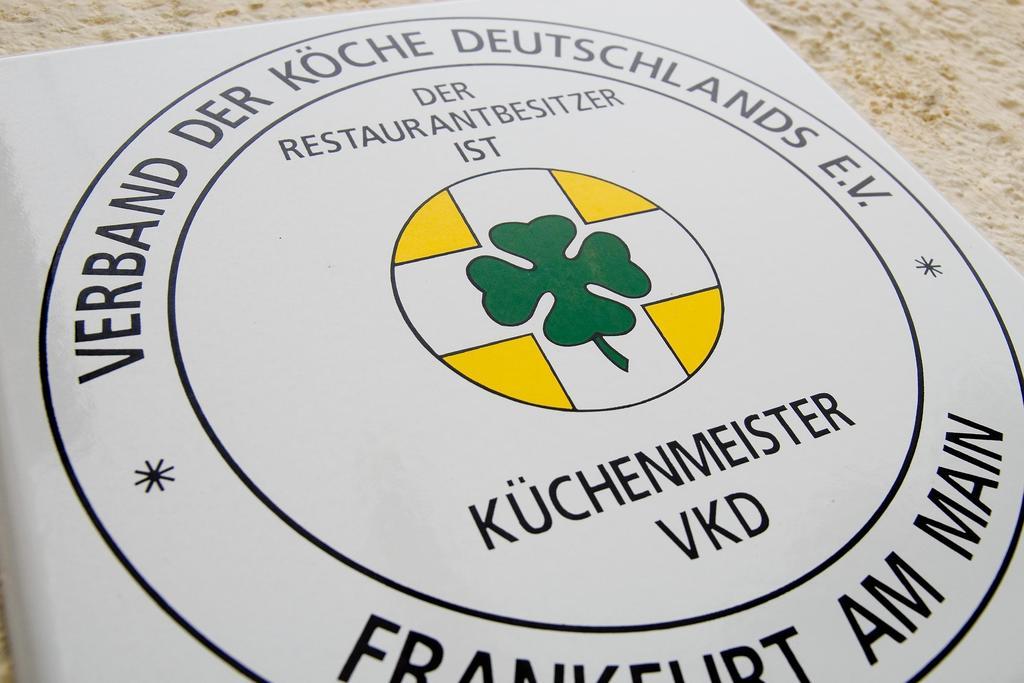 VERBAND DER KÖCHE DEUTSCHLANDS E.V.
DER
RESTAURANTBESITZER
IST
KÜCHENMEISTER
VKD
* FRANKFURT AM MAIN *